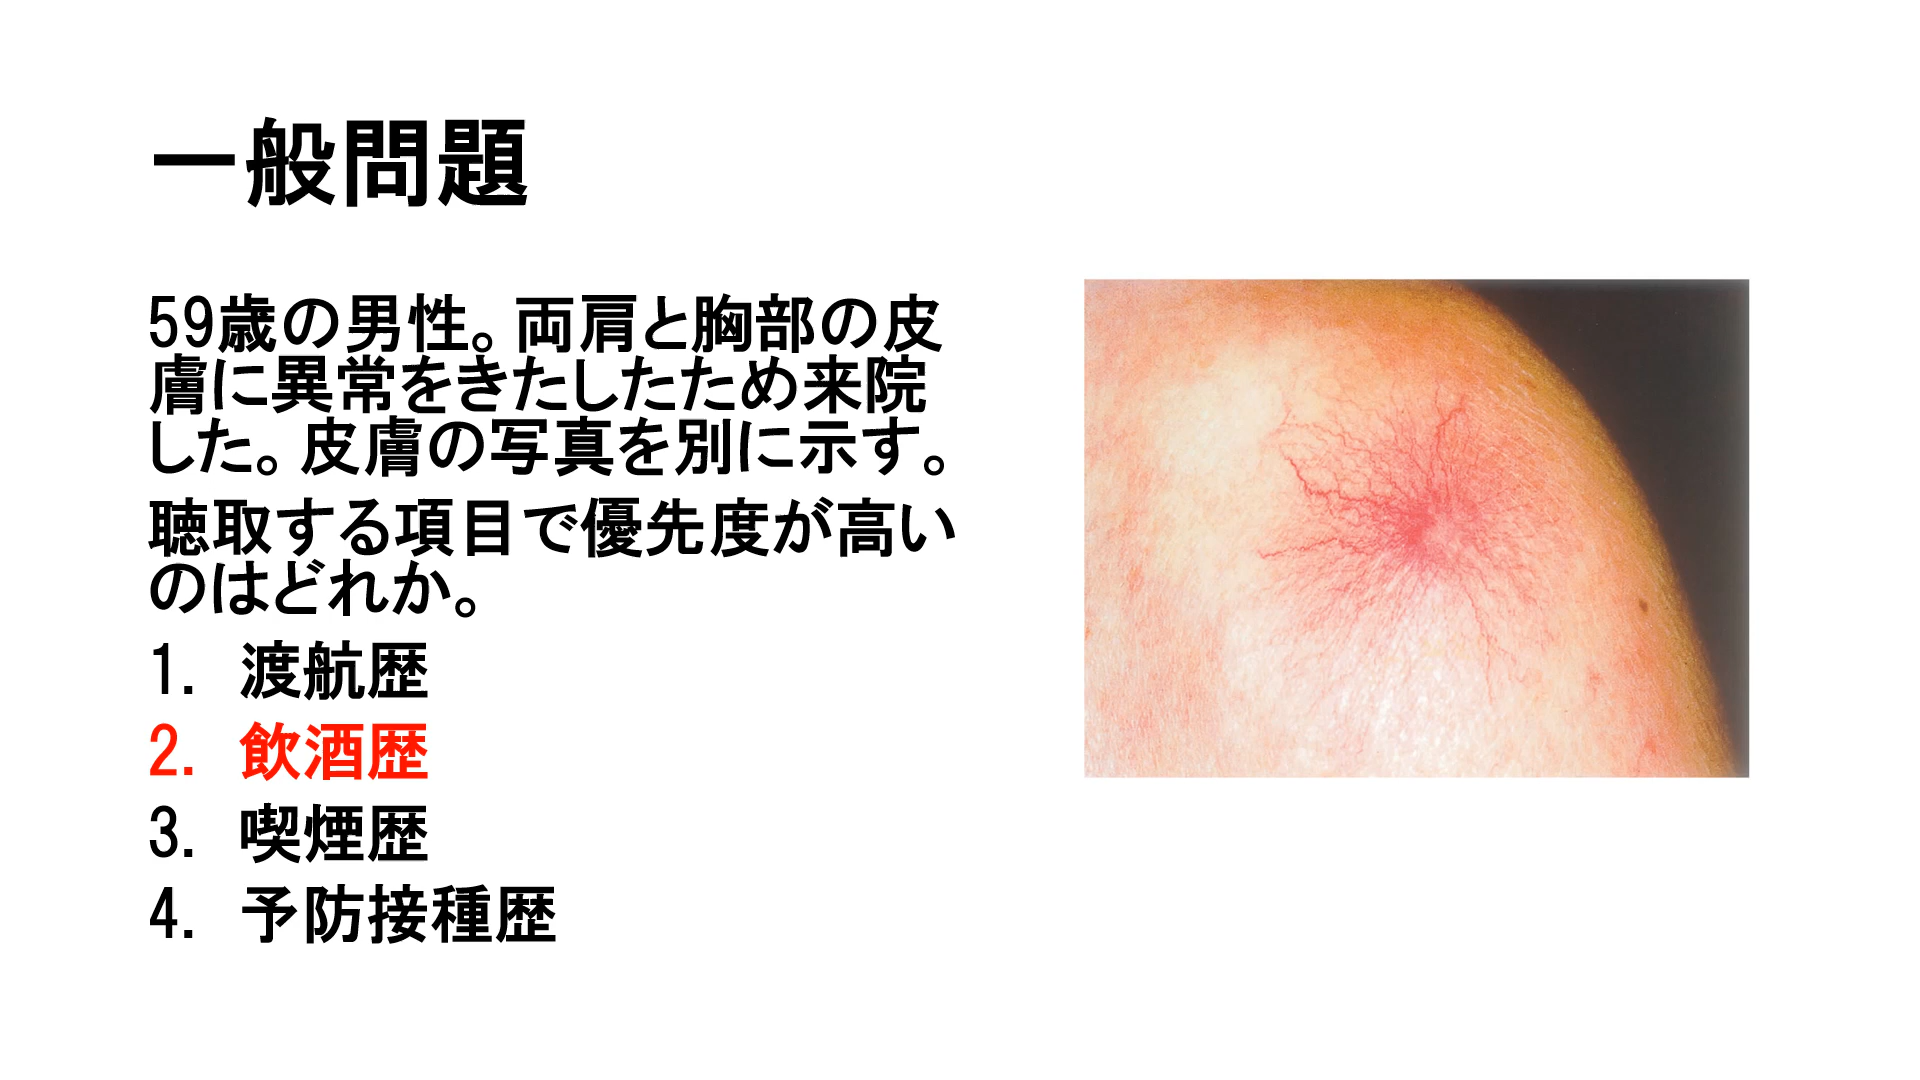 一般問題
59歳の男性。両肩と胸部の皮
膚に異常をきたしたため来院
した。皮膚の写真を別に示す。
聴取する項目で優先度が高い
のはどれか。
1. 渡航歴
2. 飲酒歴
3. 喫煙歴
4. 予防接種歴